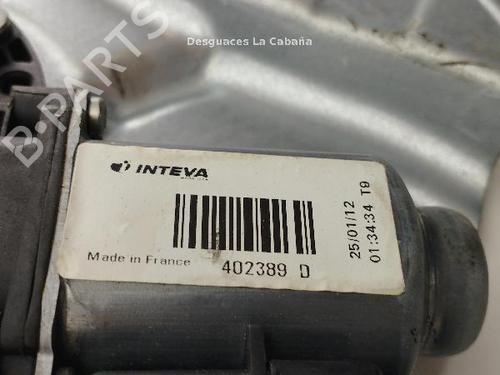 Desguaces La Cabaña
B-PARTS
INTEVA
Made in France
402389 D
25/01/12
01:34:34 T9